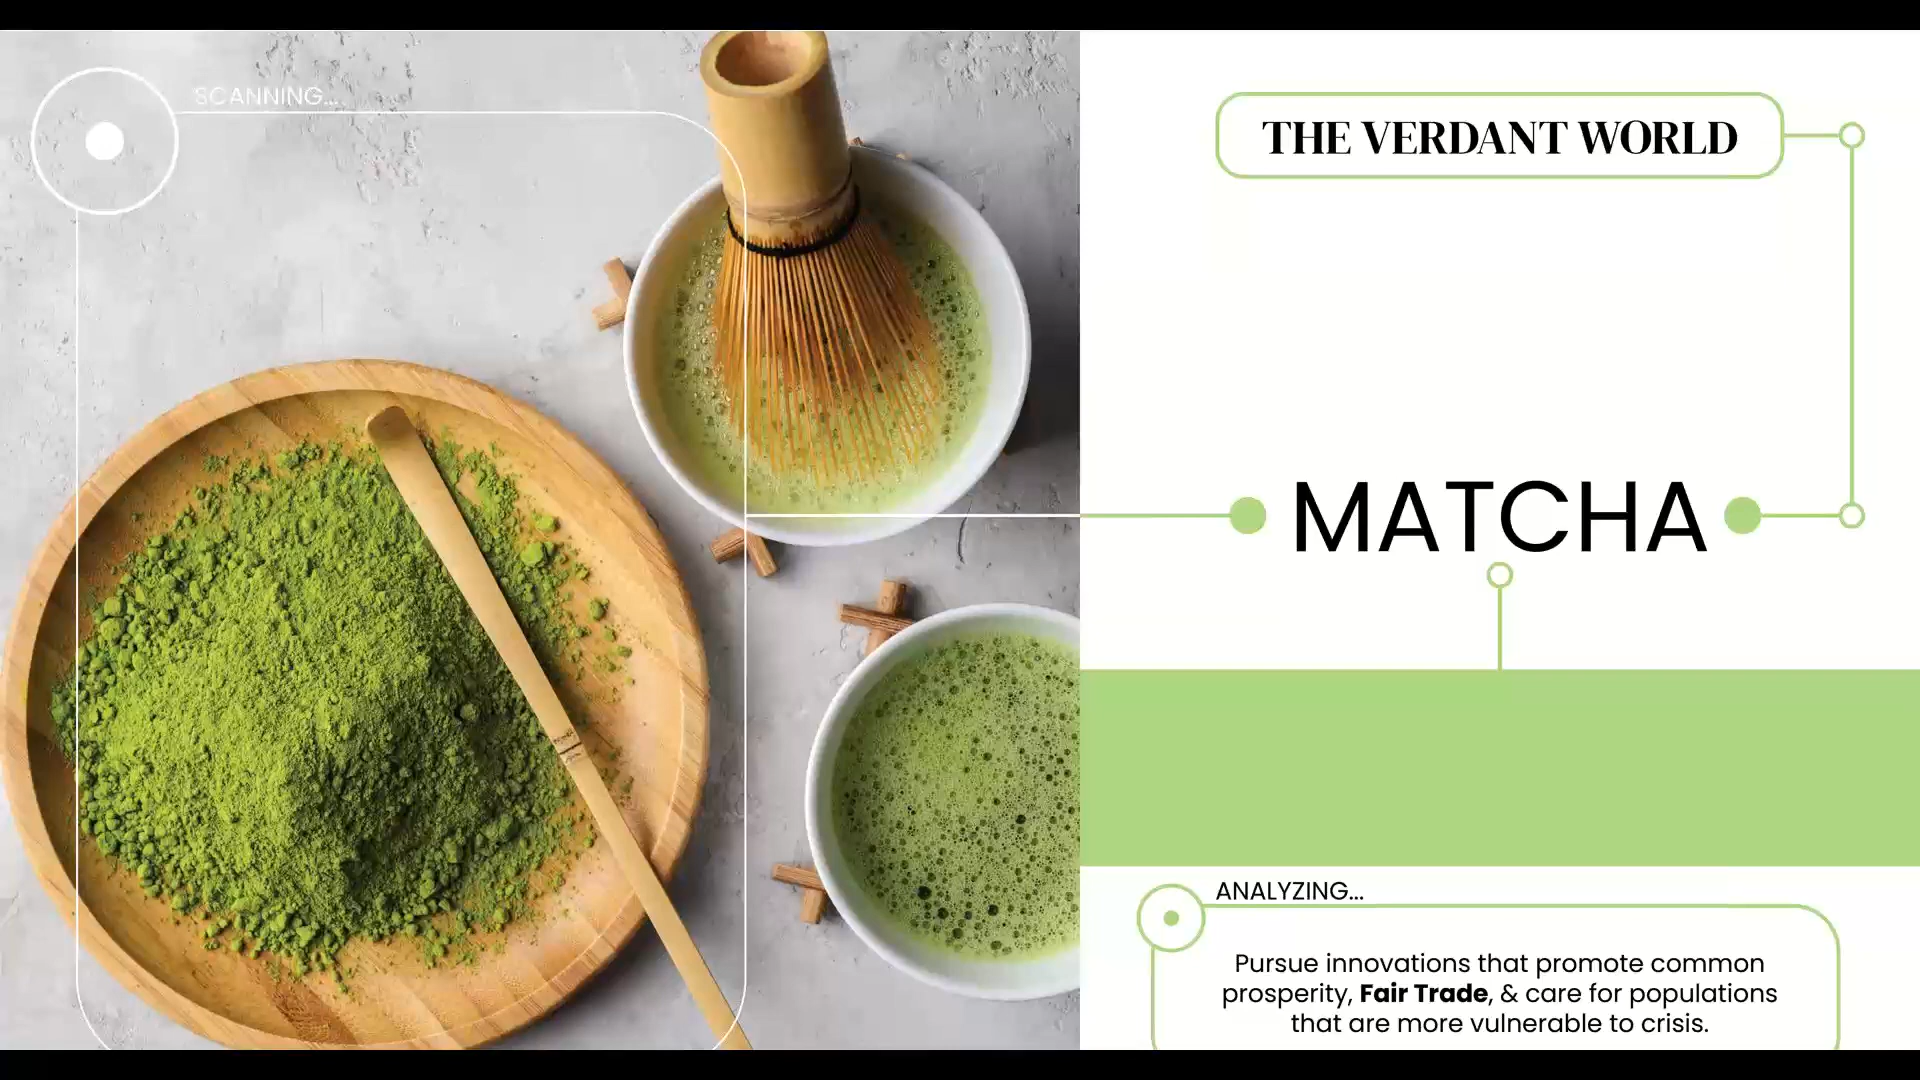 SCANNING...
THE VERDANT WORLD
MATCHA
ANALYZING...
Pursue innovations that promote common
prosperity, Fair Trade, & care for populations
that are more vulnerable to crisis.